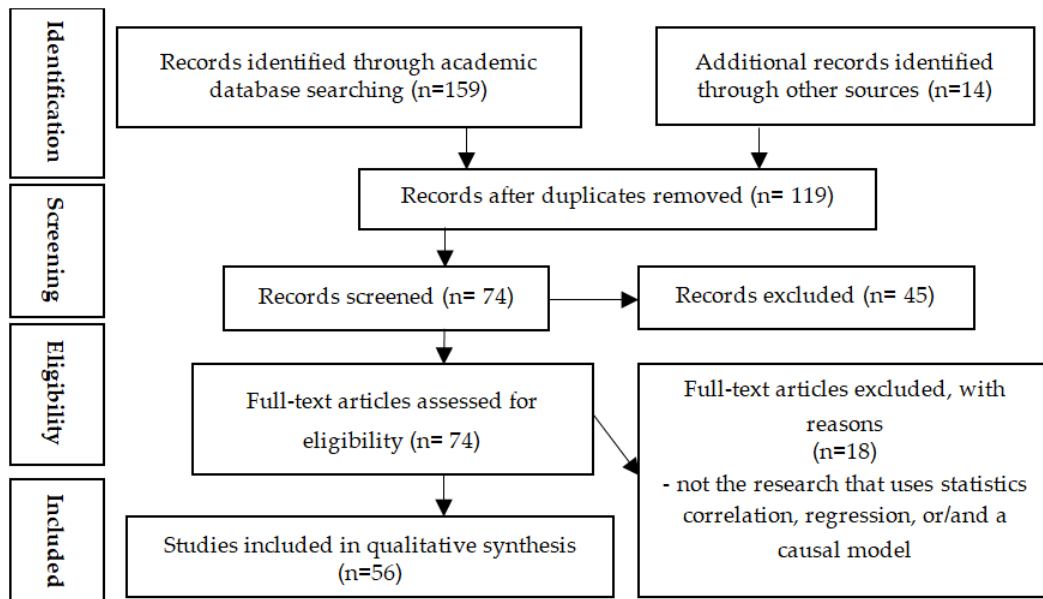 Identification
Records identified through academic
database searching (n=159)
Additional records identified
through other sources (n=14)
Records after duplicates removed (n= 119)
Screening
Records screened (n= 74)
Records excluded (n= 45)
Eligibility
Full-text articles assessed for
eligibility (n= 74)
Full-text articles excluded, with
reasons
(n=18)
- not the research that uses statistics
correlation, regression, or/and a
causal model
Included
Studies included in qualitative synthesis
(n=56)